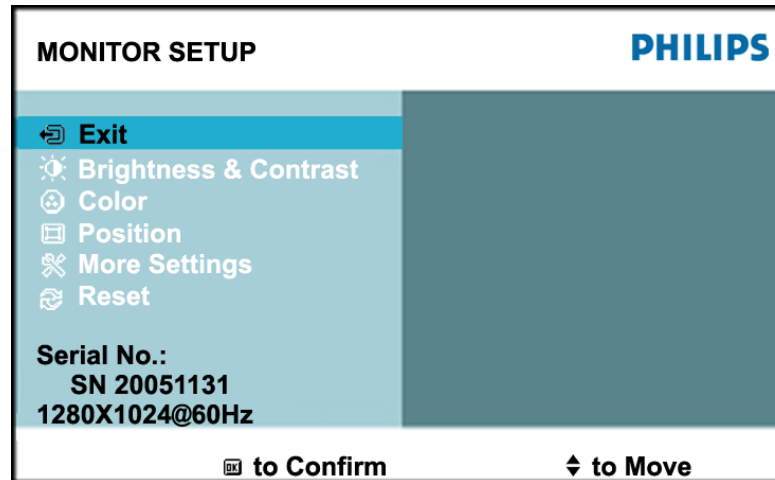 MONITOR SETUP PHILIPS
Exit
Brightness & Contrast
Color
Position
More Settings
Reset
Serial No.:
SN 20051131
1280X1024@60Hz
OK to Confirm to Move